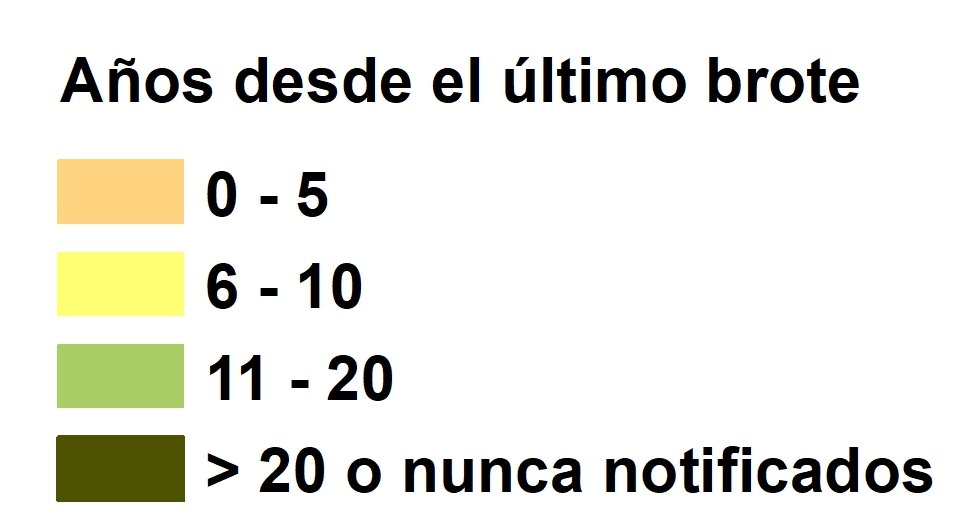 Años desde el último brote
0 - 5
6 - 10
11 - 20
> 20 o nunca notificados